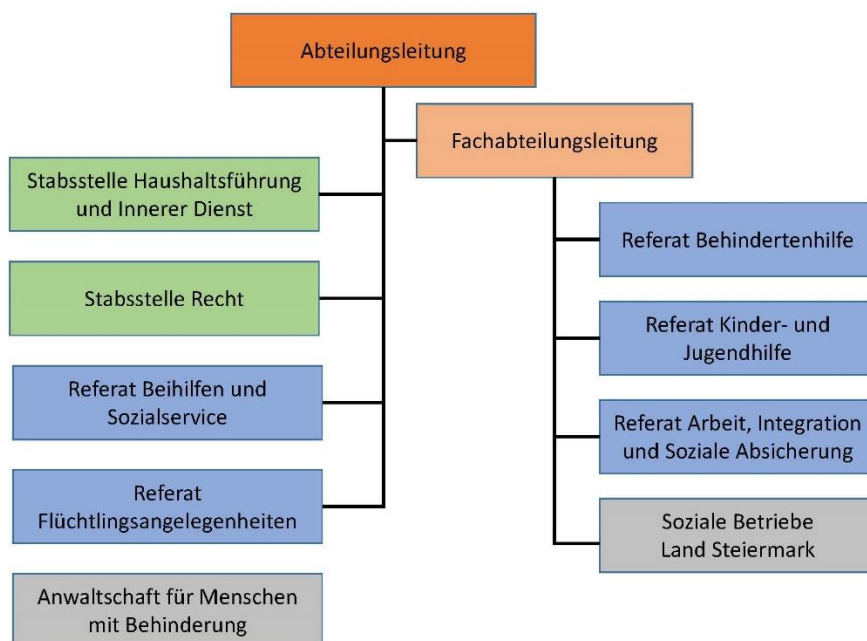 Abteilungsleitung
Fachabteilungsleitung
Stabsstelle Haushaltsführung
und Innerer Dienst
Stabsstelle Recht
Referat Beihilfen und
Sozialservice
Referat
Flüchtlingsangelegenheiten
Anwaltschaft für Menschen
mit Behinderung
Referat Behindertenhilfe
Referat Kinder- und
Jugendhilfe
Referat Arbeit, Integration
und Soziale Absicherung
Soziale Betriebe
Land Steiermark